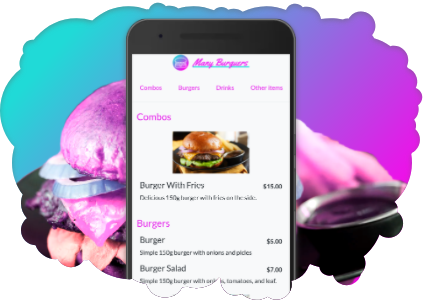 Many Burguers
Combos Burgers Drinks Other Items
Combos
Burger With Fries $15.00
Delicious 150g burger with fries on the side.
Burgers
Burger $5.00
Simple 150g burger with onions and pickles
Burger Salad $7.00
Simple 150g burger with onions, tomatoes, and leaf.